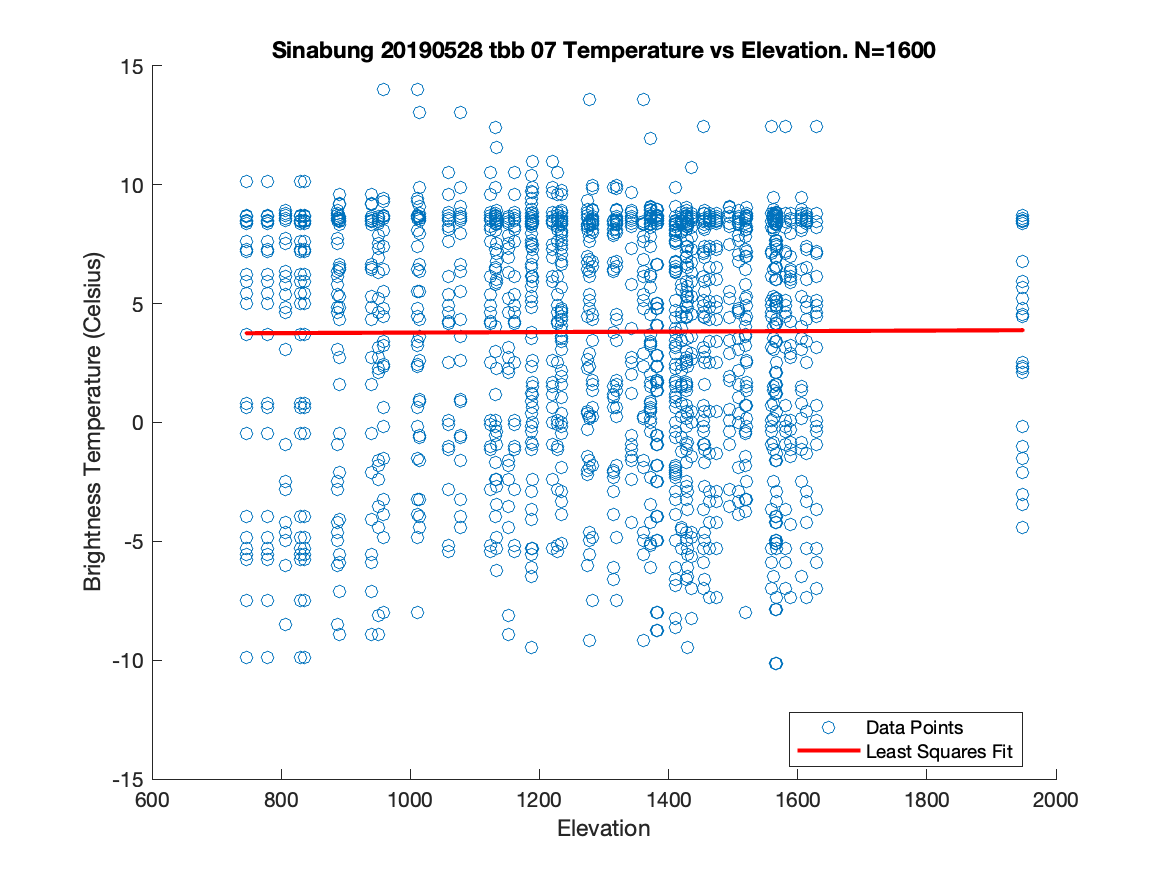 Sinabung 20190528 tbb 07 Temperature vs Elevation. N=1600
15
10
5
0
-5
-10
-15
Brightness Temperature (Celsius)
600 800 1000 1200 1400 1600 1800 2000
Elevation
Data Points
Least Squares Fit